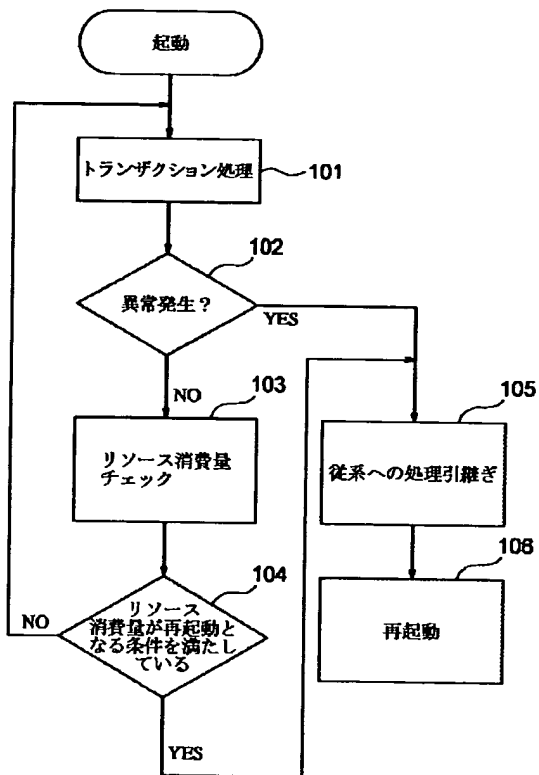 起動
トランザクション処理
101
102
異常発生？
YES
NO
103
リソース消費量
チェック
105
従系への処理引継ぎ
106
再起動
104
リソース
消費量が再起動と
なる条件を満たし
ている
NO
YES